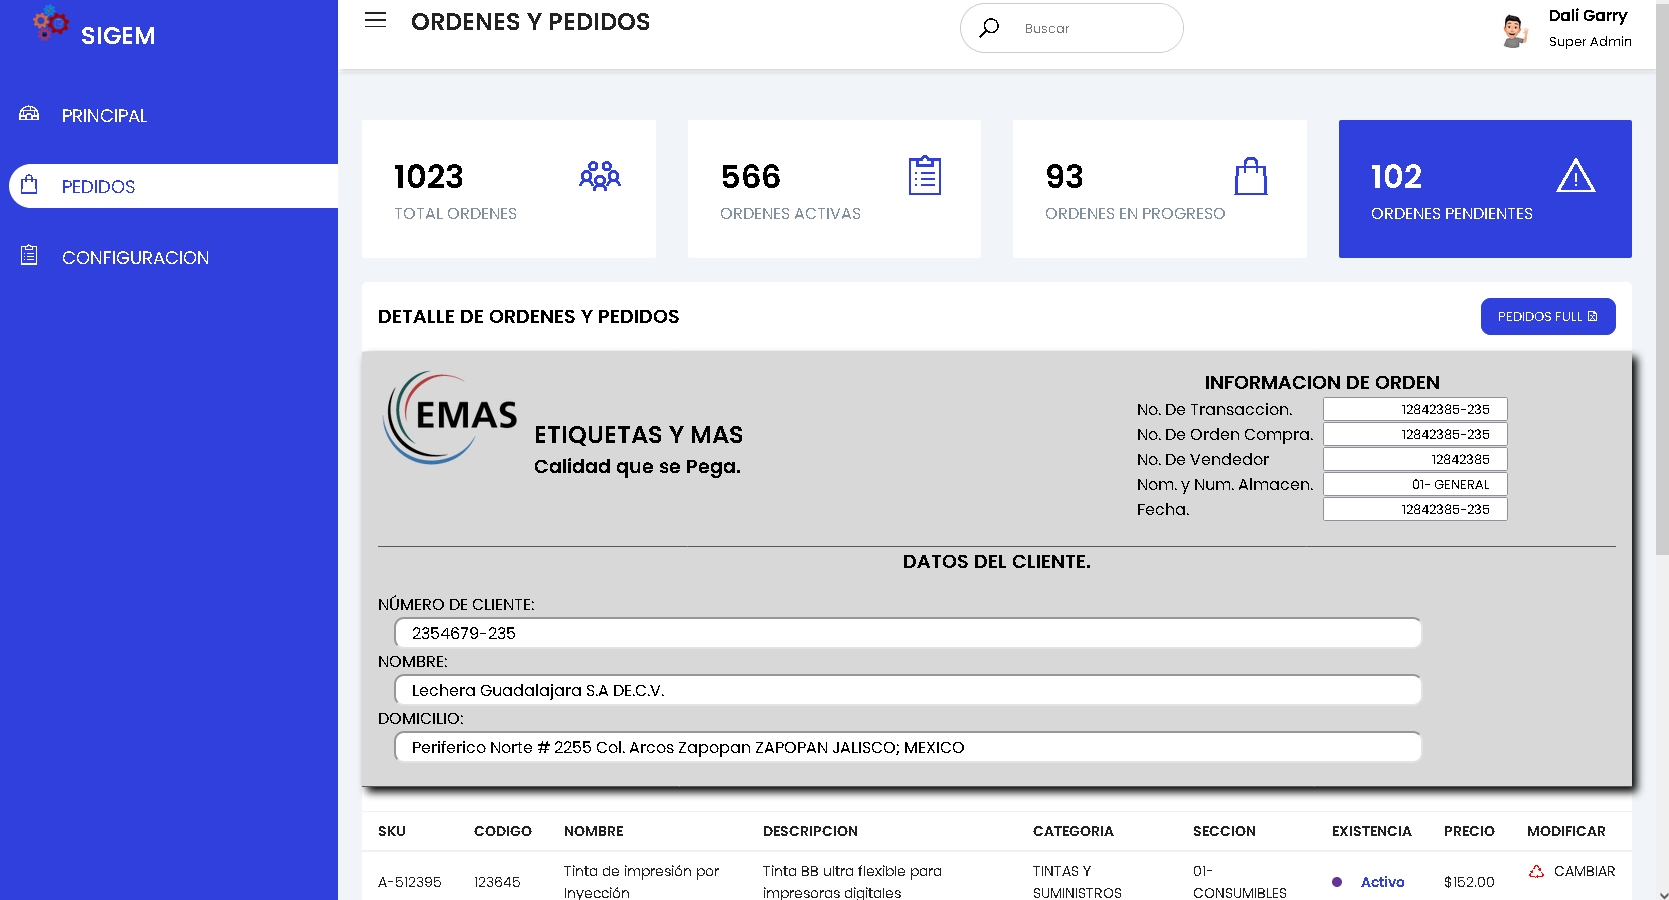 SIGEM
PRINCIPAL
PEDIDOS
CONFIGURACION
ORDENES Y PEDIDOS
Buscar
Dalí Garry
Super Admin
1023
TOTAL ORDENES
566
ORDENES ACTIVAS
93
ORDENES EN PROGRESO
102
ORDENES PENDIENTES
DETALLE DE ORDENES Y PEDIDOS
PEDIDOS FULL
EMAS
ETIQUETAS Y MAS
Calidad que se Pega.
INFORMACION DE ORDEN
No. De Transaccion. 12842385-235
No. De Orden Compra. 12842385-235
No. De Vendedor 12842385
Nom. y Num. Almacen. 01- GENERAL
Fecha. 12842385-235
DATOS DEL CLIENTE.
NÚMERO DE CLIENTE:
2354679-235
NOMBRE:
Lechera Guadalajara S.A DE.C.V.
DOMICILIO:
Periferico Norte # 2255 Col. Arcos Zapopan ZAPOPAN JALISCO; MEXICO
SKU CODIGO NOMBRE DESCRIPCION CATEGORIA SECCION EXISTENCIA PRECIO MODIFICAR
A-512395
123645
Tinta de impresión por
Inyección
Tinta BB ultra flexible para
impresoras digitales
TINTAS Y
SUMINISTROS
01-
CONSUMIBLES
Activo
$152.00
CAMBIAR